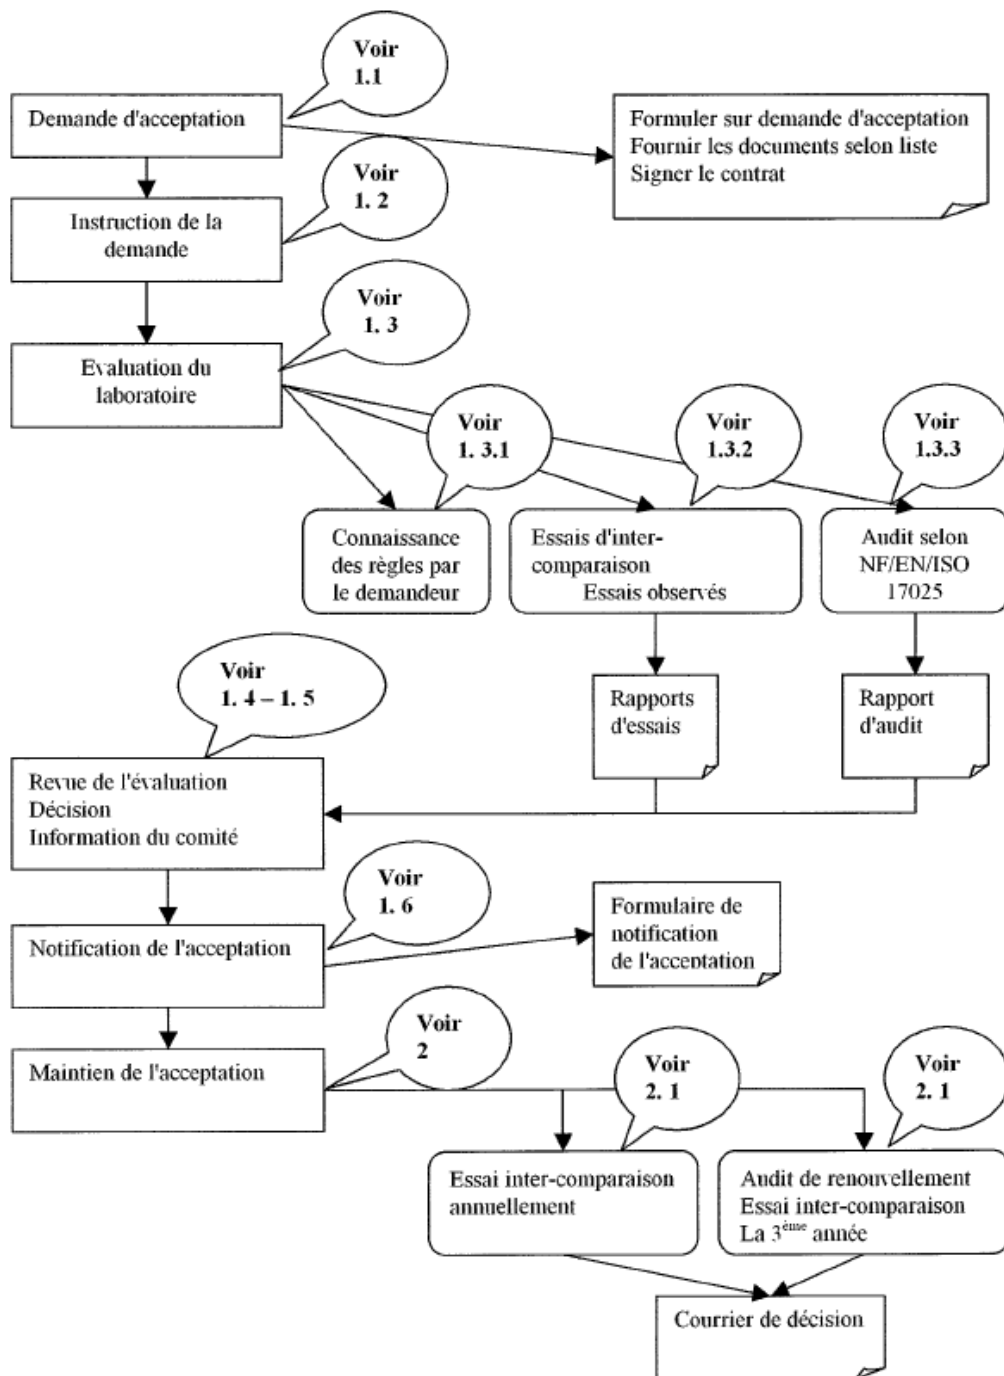 Voir
1.1
Demande d'acceptation
Formuler sur demande d'acceptation
Fournir les documents selon liste
Signer le contrat
Voir
1. 2
Instruction de la
demande
Voir
1. 3
Evaluation du
laboratoire
Voir
1. 3.1
Voir
1.3.2
Voir
1.3.3
Connaissance
des règles par
le demandeur
Essais d'inter-
comparaison
Essais observés
Audit selon
NF/EN/ISO
17025
Voir
1. 4 – 1. 5
Rapports
d'essais
Rapport
d'audit
Revue de l'évaluation
Décision
Information du comité
Voir
1. 6
Notification de l'acceptation
Formulaire de
notification
de l'acceptation
Voir
2
Maintien de l'acceptation
Voir
2. 1
Voir
2. 1
Essai inter-comparaison
annuellement
Audit de renouvellement
Essai inter-comparaison
La 3ème année
Courrier de décision